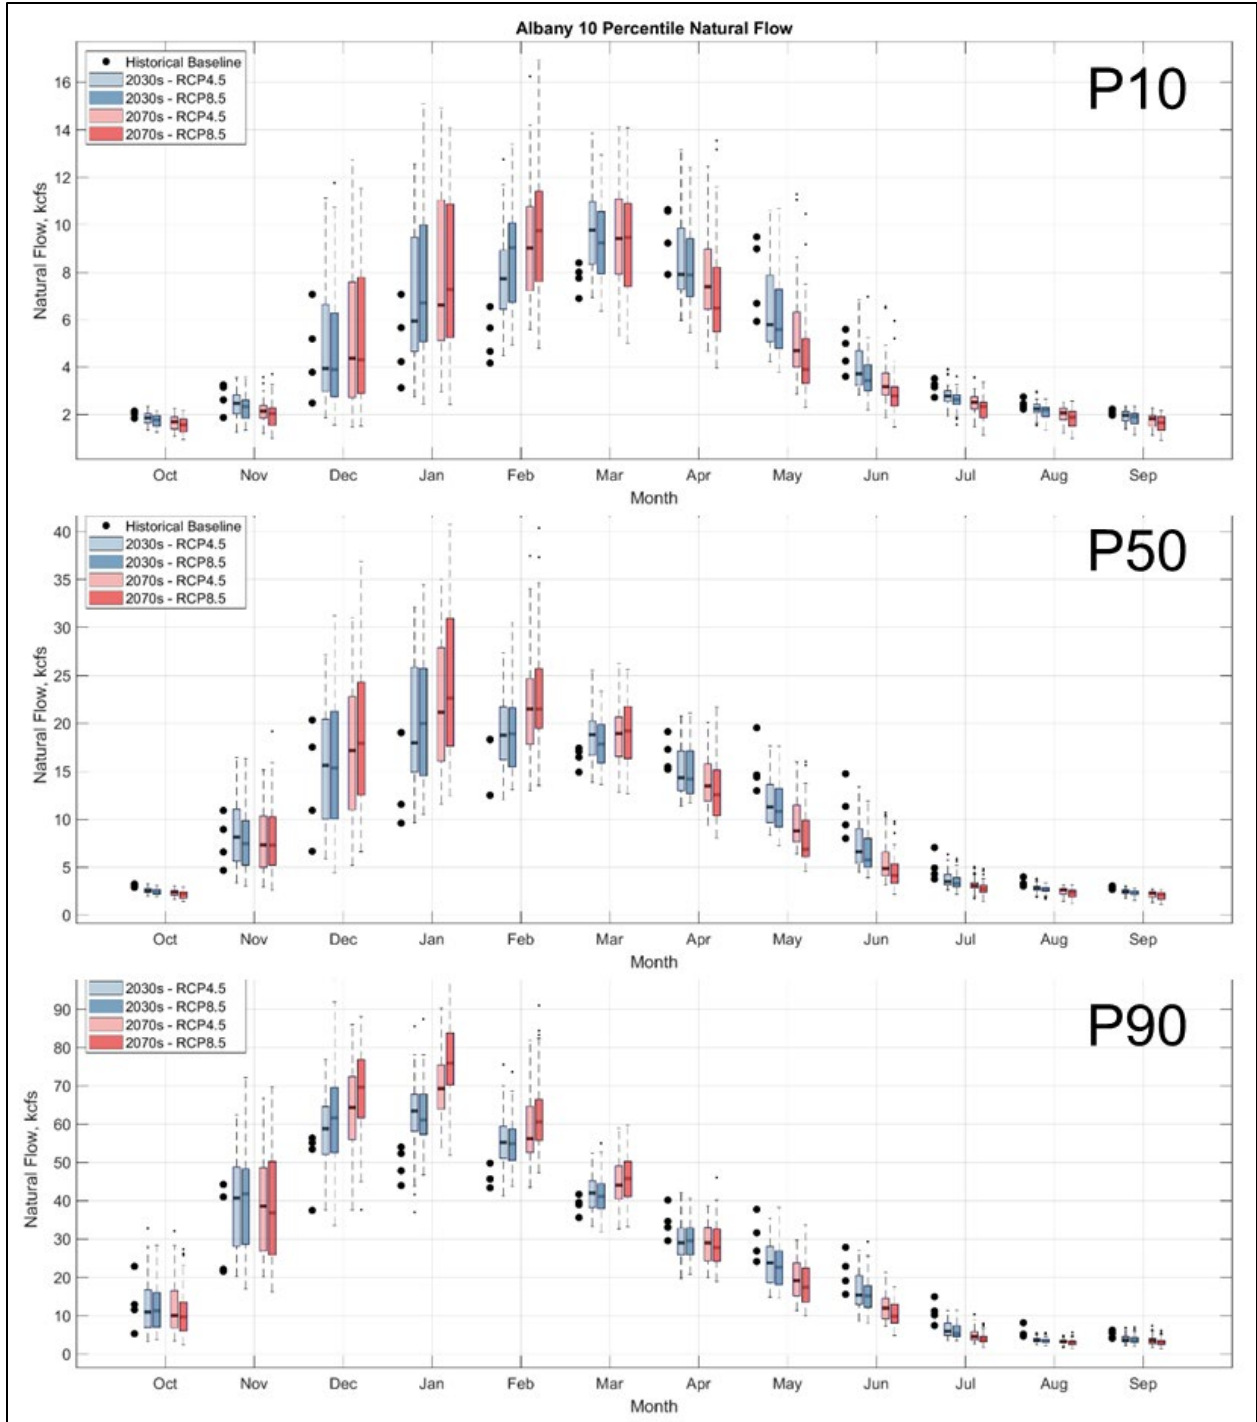 Albany 10 Percentile Natural Flow
Historical Baseline
2030s - RCP4.5
2030s - RCP8.5
2070s - RCP4.5
2070s - RCP8.5
P10
16
14
12
10
8
6
4
2
Natural Flow, kcfs
Oct Nov Dec Jan Feb Mar Apr May Jun Jul Aug Sep
Month
Historical Baseline
2030s - RCP4.5
2030s - RCP8.5
2070s - RCP4.5
2070s - RCP8.5
P50
40
35
30
25
20
15
10
5
0
Natural Flow, kcfs
Oct Nov Dec Jan Feb Mar Apr May Jun Jul Aug Sep
Month
2030s - RCP4.5
2030s - RCP8.5
2070s - RCP4.5
2070s - RCP8.5
P90
90
80
70
60
50
40
30
20
10
0
Natural Flow, kcfs
Oct Nov Dec Jan Feb Mar Apr May Jun Jul Aug Sep
Month